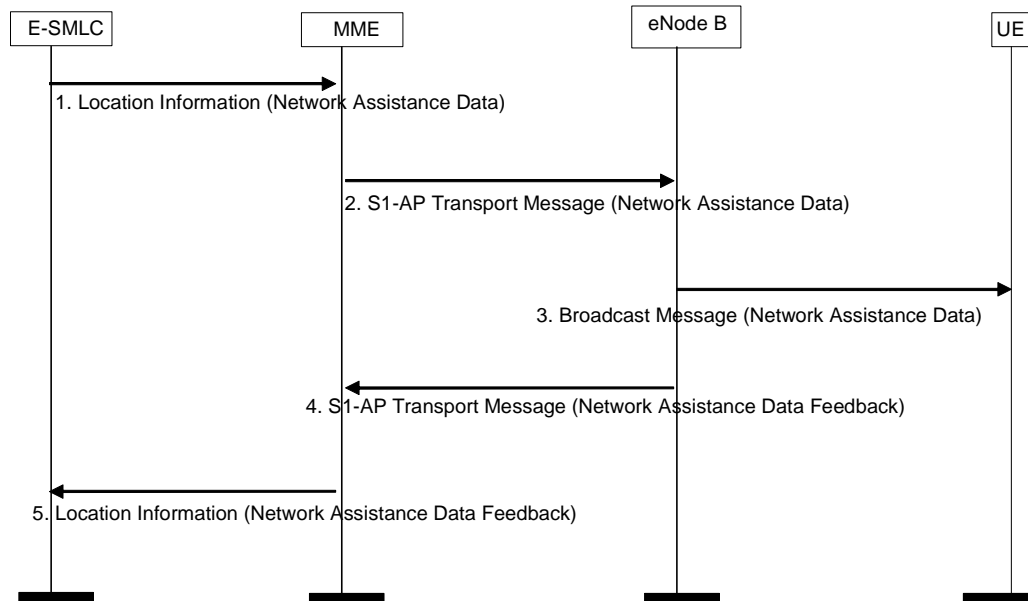 E-SMLC
MME
eNode B
UE
1. Location Information (Network Assistance Data)
2. S1-AP Transport Message (Network Assistance Data)
3. Broadcast Message (Network Assistance Data)
4. S1-AP Transport Message (Network Assistance Data Feedback)
5. Location Information (Network Assistance Data Feedback)